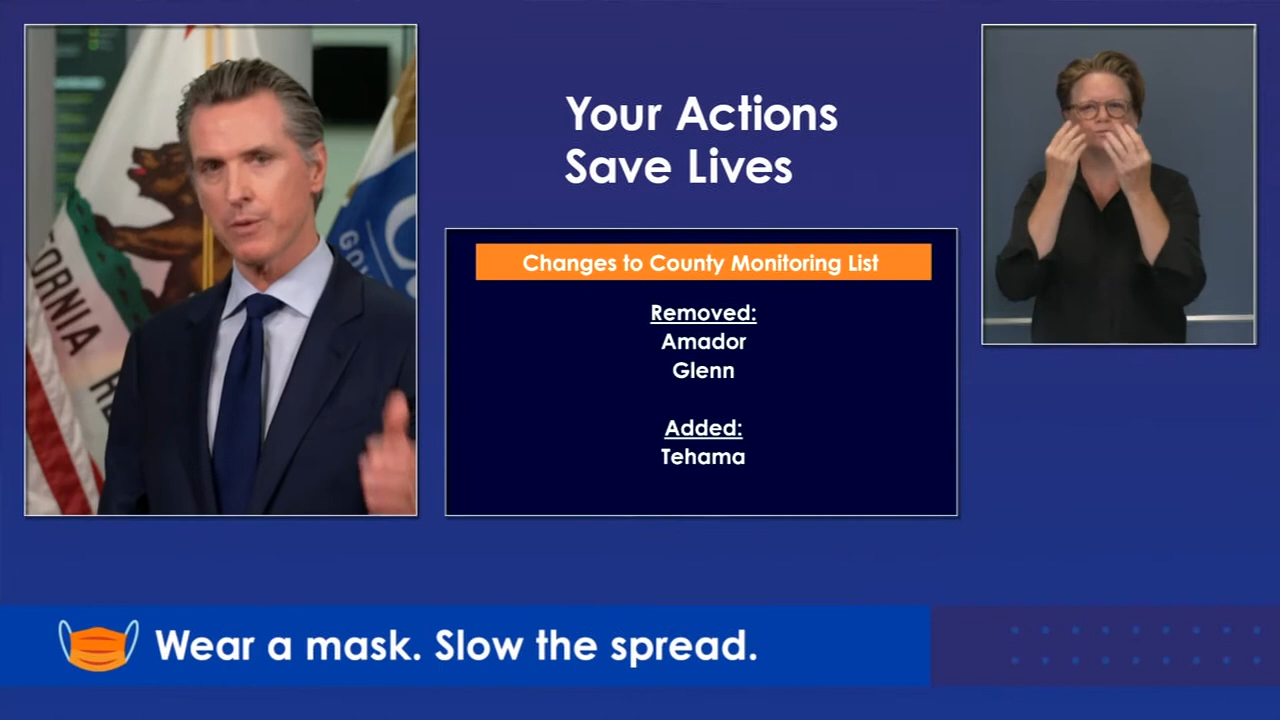 Your Actions
Save Lives
Changes to County Monitoring List
Removed:
Amador
Glenn
Added:
Tehama
Wear a mask. Slow the spread.